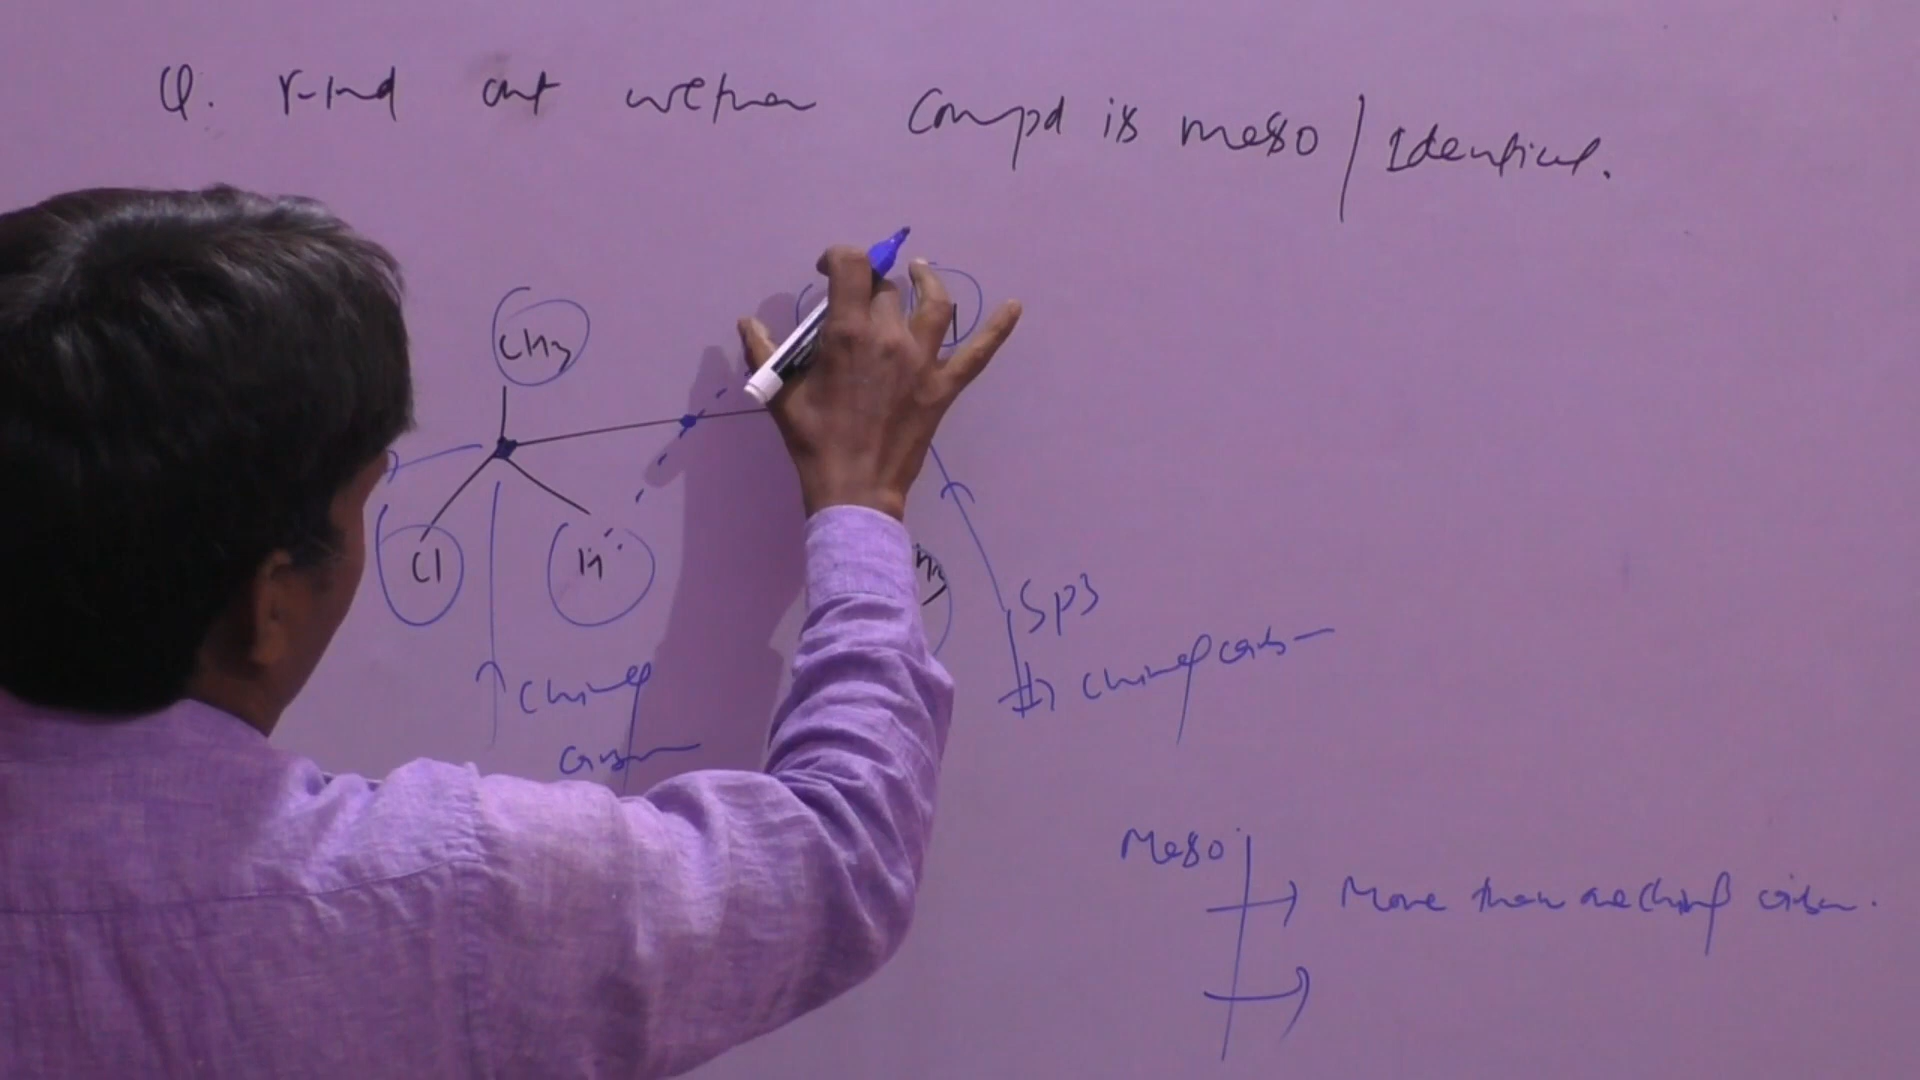 Q. Find out wether Compd is meso / Identical.
CH3
Cl
H
Sp3
Chiral carbon
Chiral
Carbon
Meso
More than one Chiral carbon.